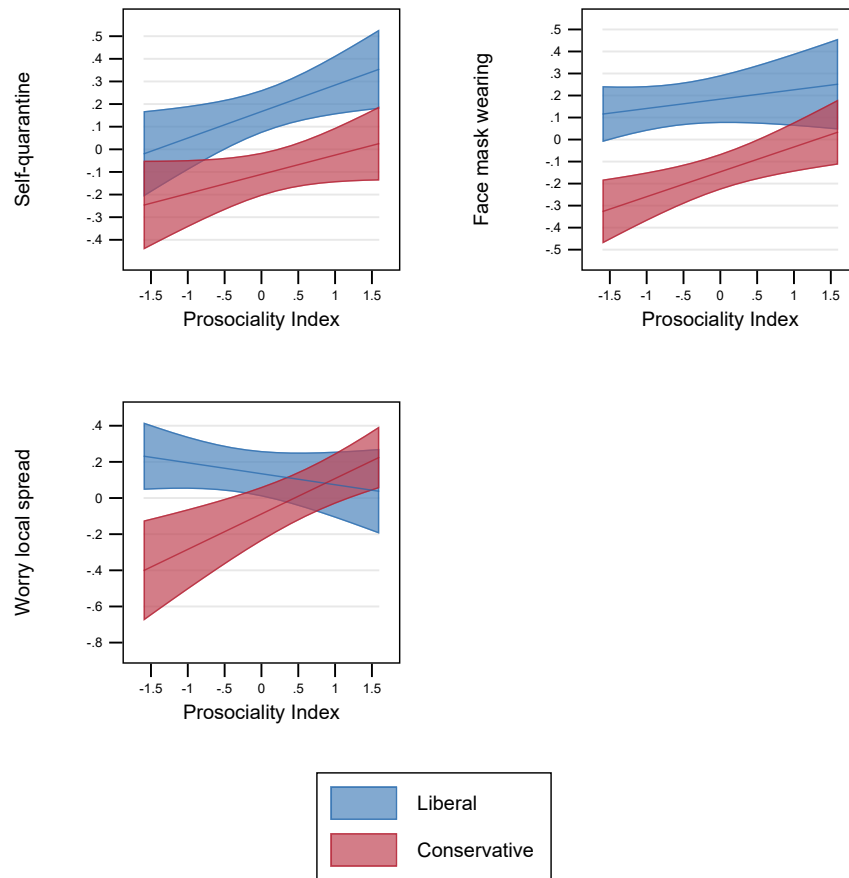 Self-quarantine
.5
.4
.3
.2
.1
0
-.1
-.2
-.3
-.4
-1.5 -1 -.5 0 .5 1 1.5
Prosociality Index
Face mask wearing
.5
.4
.3
.2
.1
0
-.1
-.2
-.3
-.4
-.5
-1.5 -1 -.5 0 .5 1 1.5
Prosociality Index
Worry local spread
.4
.2
0
-.2
-.4
-.6
-.8
-1.5 -1 -.5 0 .5 1 1.5
Prosociality Index
Liberal
Conservative